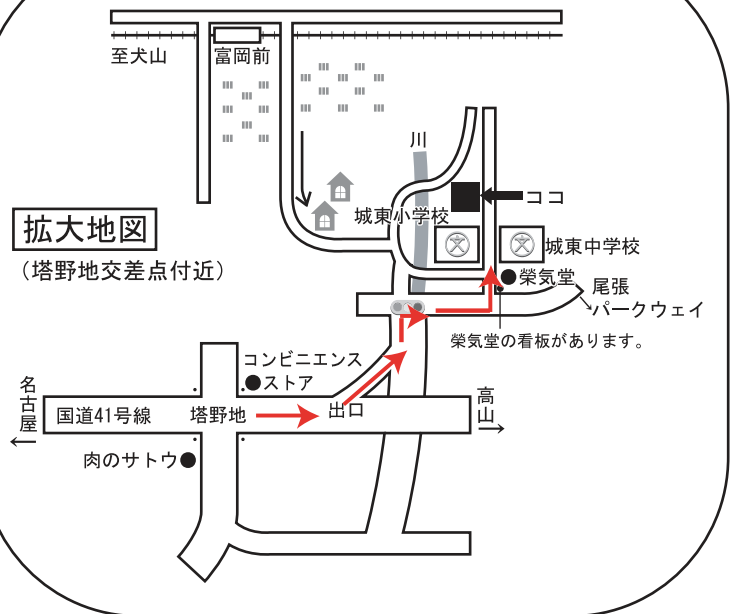 至犬山
富岡前
川
ココ
城東小学校
拡大地図
（塔野地交差点付近）
文
文
城東中学校
榮気堂
尾張
パークウェイ
榮気堂の看板があります。
コンビニエンス
ストア
名古屋
国道41号線
塔野地
出口
高山
肉のサトウ